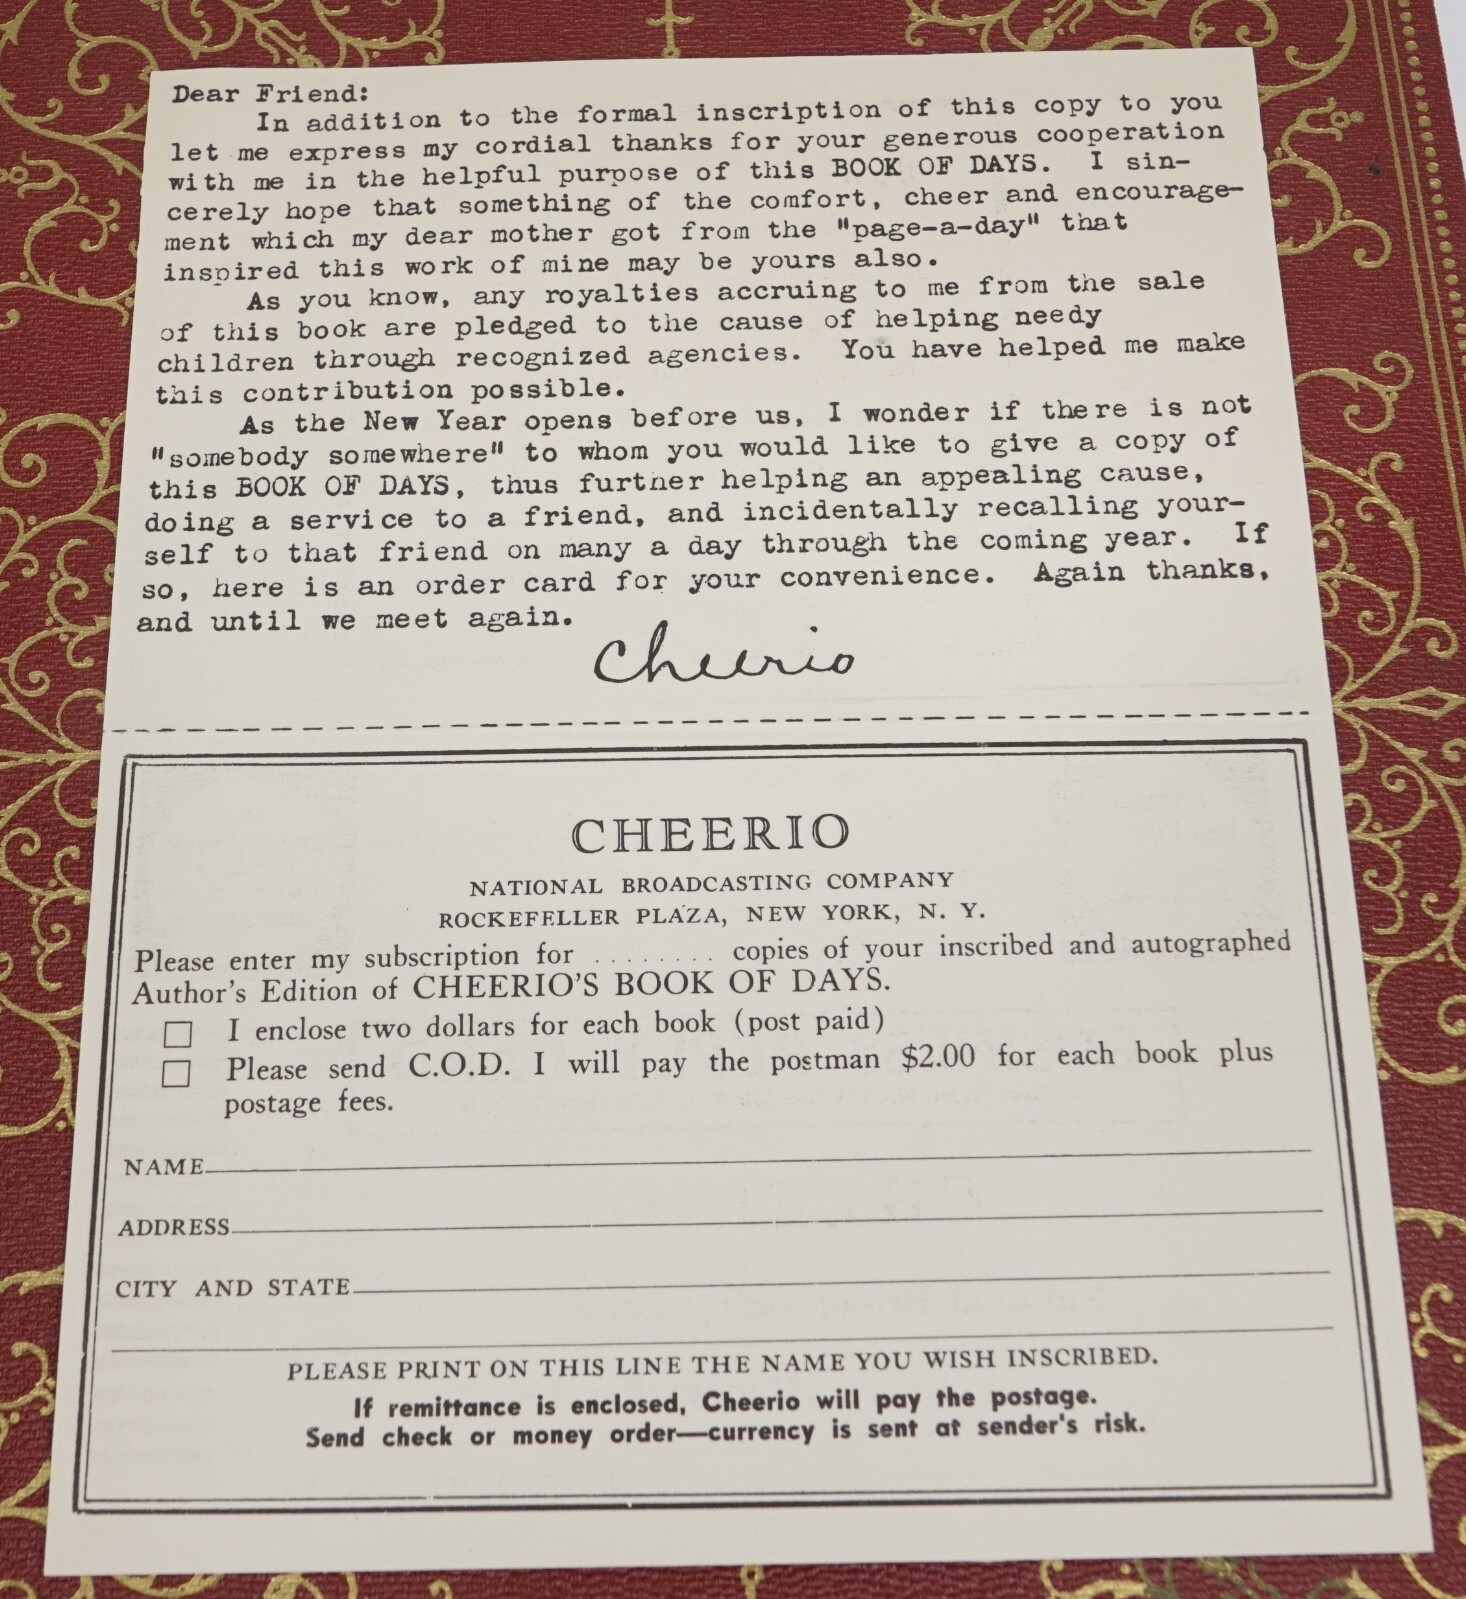 Dear Friend:
In addition to the formal inscription of this copy to you
let me express my cordial thanks for your generous cooperation
with me in the helpful purpose of this BOOK OF DAYS. I sin-
cerely hope that something of the comfort, cheer and encourage-
ment which my dear mother got from the "page-a-day" that
inspired this work of mine may be yours also.
As you know, any royalties accruing to me from the sale
of this book are pledged to the cause of helping needy
children through recognized agencies. You have helped me make
this contribution possible.
As the New Year opens before us, I wonder if there is not
"somebody somewhere" to whom you would like to give a copy of
this BOOK OF DAYS, thus further helping an appealing cause,
doing a service to a friend, and incidentally recalling your-
self to that friend on many a day through the coming year. If
so, here is an order card for your convenience. Again thanks,
and until we meet again.
Cheerio
CHEERIO
NATIONAL BROADCASTING COMPANY
ROCKEFELLER PLAZA, NEW YORK, N. Y.
Please enter my subscription for ........ copies of your inscribed and autographed
Author's Edition of CHEERIO'S BOOK OF DAYS.
I enclose two dollars for each book (post paid)
Please send C.O.D. I will pay the postman $2.00 for each book plus
postage fees.
NAME
ADDRESS
CITY AND STATE
PLEASE PRINT ON THIS LINE THE NAME YOU WISH INSCRIBED.
If remittance is enclosed, Cheerio will pay the postage.
Send check or money order—currency is sent at sender's risk.